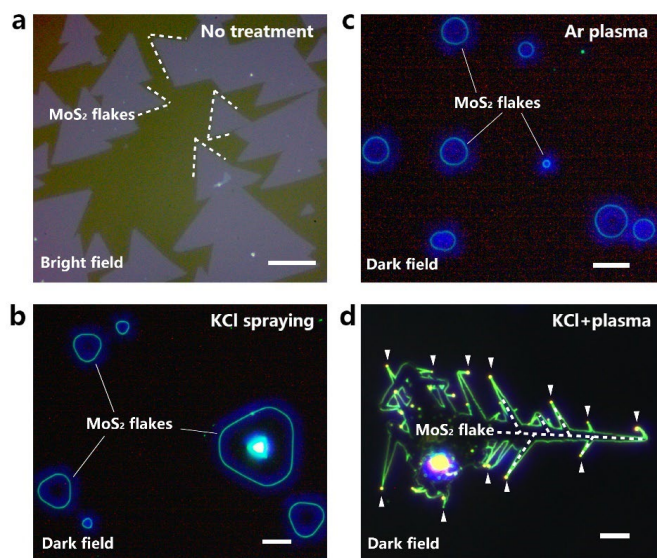 a
No treatment
MoS₂ flakes
Bright field
c
Ar plasma
MoS₂ flakes
Dark field
b
KCl spraying
MoS₂ flakes
Dark field
d
KCl+plasma
MoS₂ flake
Dark field